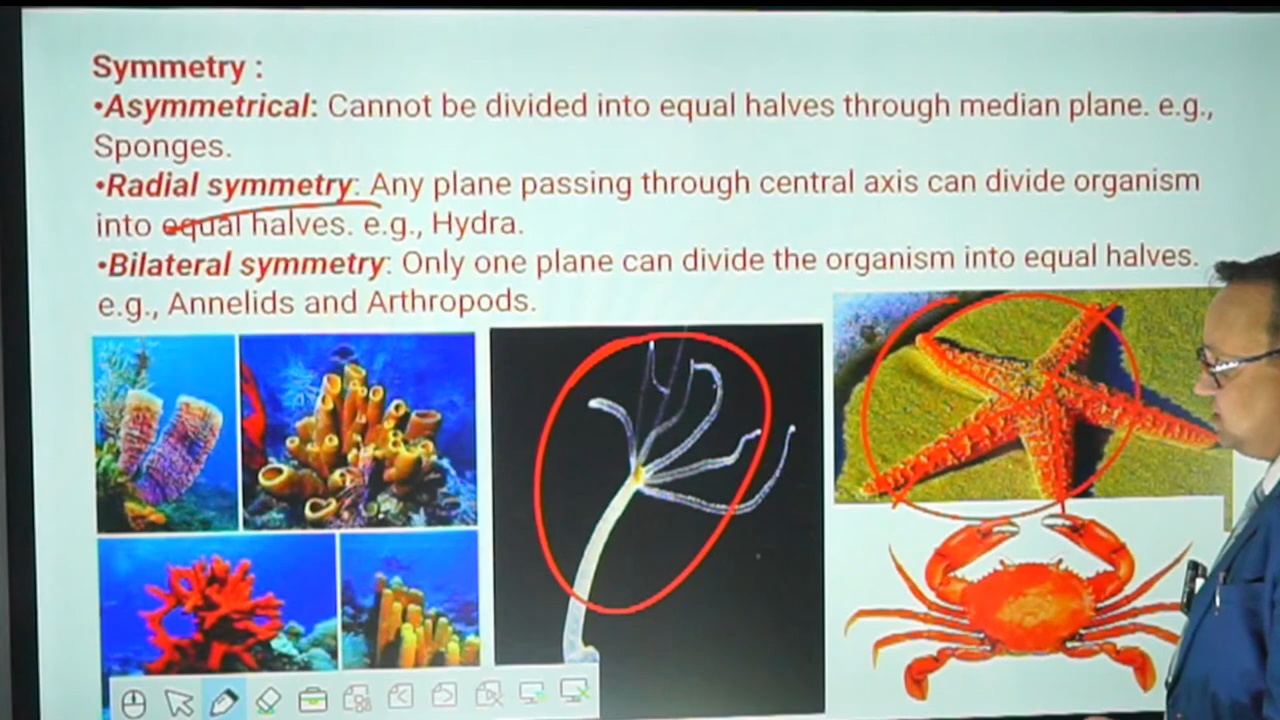 Symmetry :
•Asymmetrical: Cannot be divided into equal halves through median plane. e.g.,
Sponges.
•Radial symmetry: Any plane passing through central axis can divide organism
into equal halves. e.g., Hydra.
•Bilateral symmetry: Only one plane can divide the organism into equal halves.
e.g., Annelids and Arthropods.